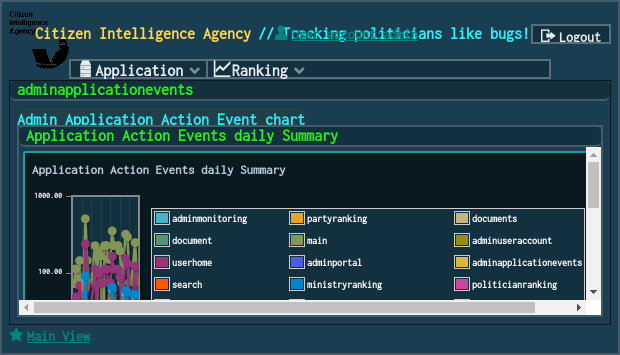 Citizen
Intelligence
Agency
Citizen Intelligence Agency // Tracking politicians like bugs!
Logout
Application
Ranking
adminapplicationevents
Admin Application Action Event chart
Application Action Events daily Summary
Application Action Events daily Summary
1000.00
100.00
adminmonitoring partyranking documents
document main adminuseraccount
userhome adminportal adminapplicationevents
search ministryranking politicianranking
Main View